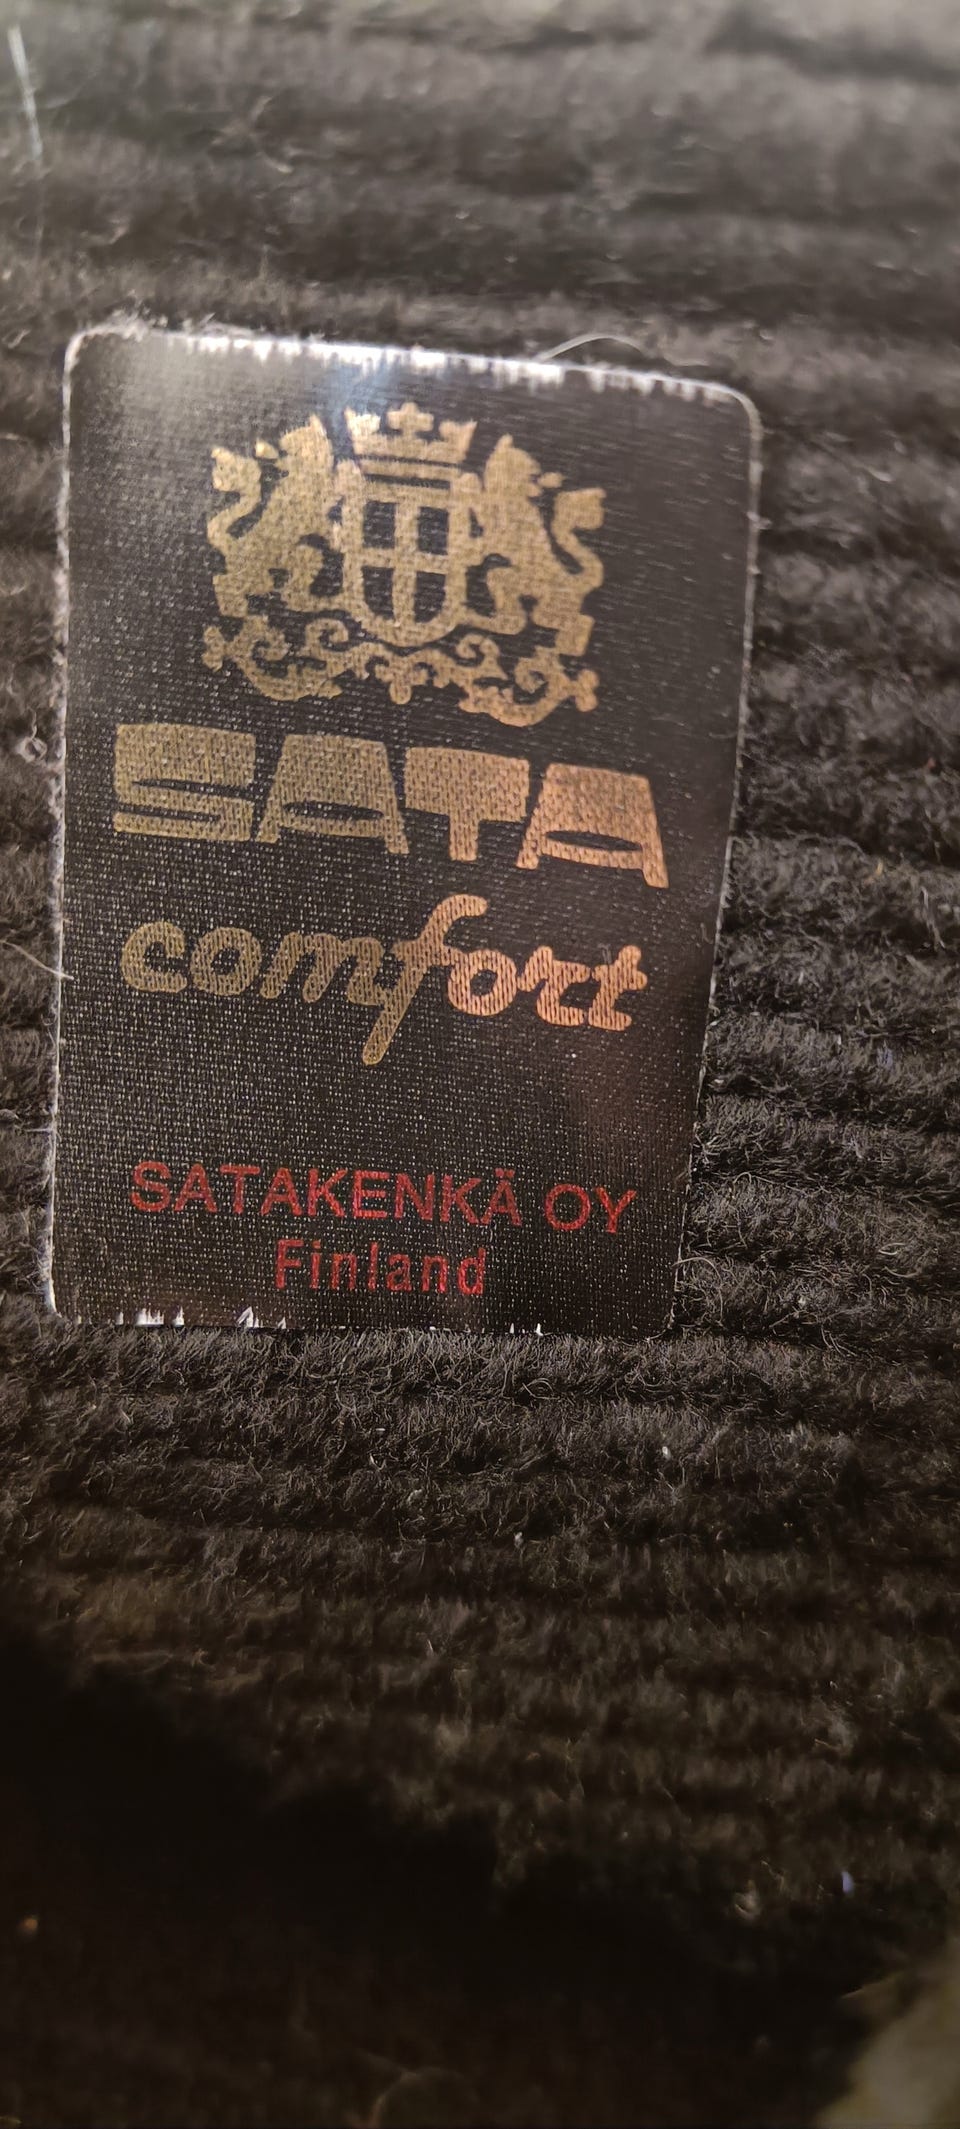 SATA
comfort
SATAKENKÄ OY
Finland